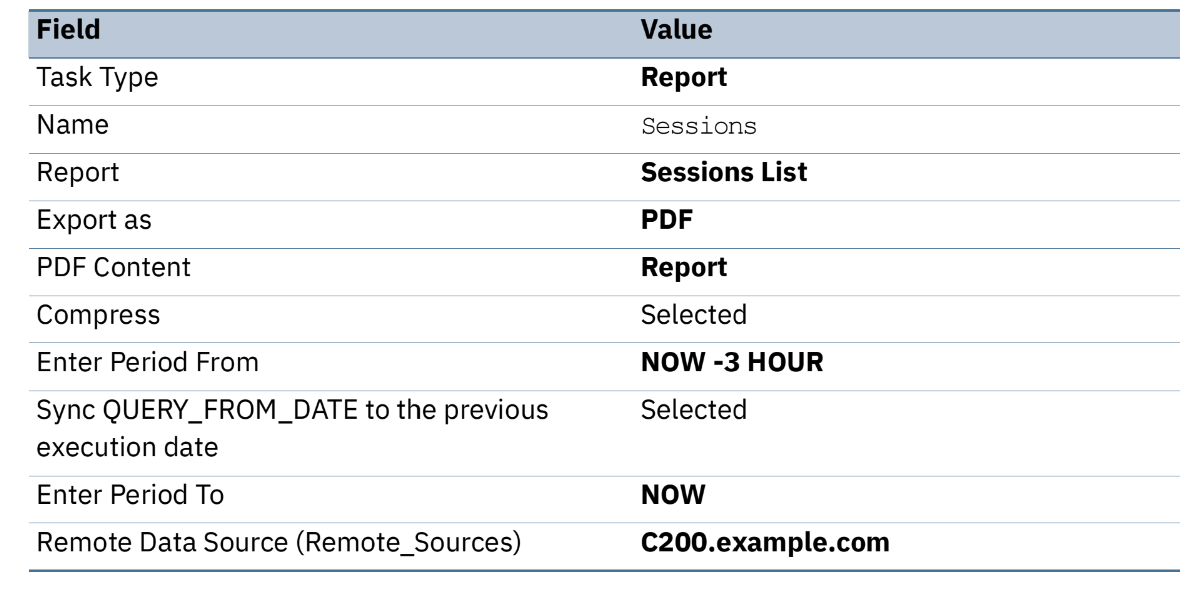 Field Value
Task Type Report
Name Sessions
Report Sessions List
Export as PDF
PDF Content Report
Compress Selected
Enter Period From NOW -3 HOUR
Sync QUERY_FROM_DATE to the previous Selected
execution date
Enter Period To NOW
Remote Data Source (Remote_Sources) C200.example.com